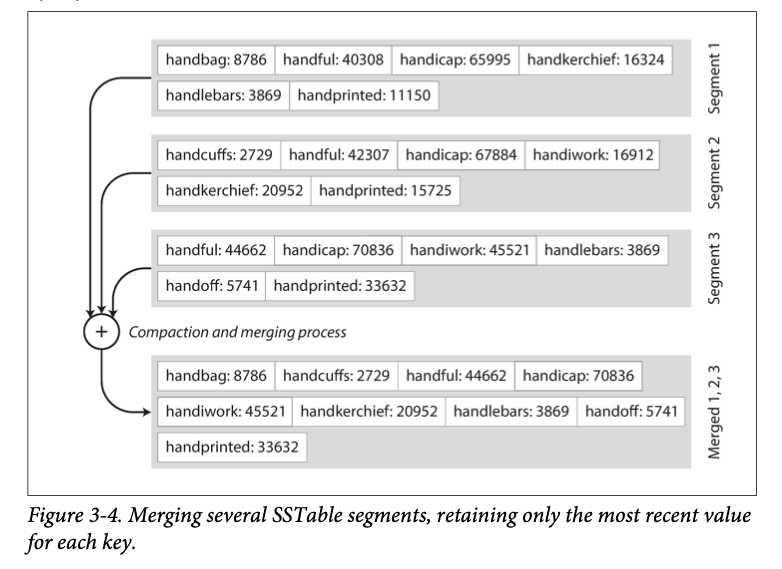 handbag: 8786 handful: 40308 handicap: 65995 handkerchief: 16324
handlebars: 3869 handprinted: 11150
Segment 1
handcuffs: 2729 handful: 42307 handicap: 67884 handiwork: 16912
handkerchief: 20952 handprinted: 15725
Segment 2
handful: 44662 handicap: 70836 handiwork: 45521 handlebars: 3869
handoff: 5741 handprinted: 33632
Segment 3
+ Compaction and merging process
handbag: 8786 handcuffs: 2729 handful: 44662 handicap: 70836
handiwork: 45521 handkerchief: 20952 handlebars: 3869 handoff: 5741
handprinted: 33632
Merged 1, 2, 3
Figure 3-4. Merging several SSTable segments, retaining only the most recent value
for each key.